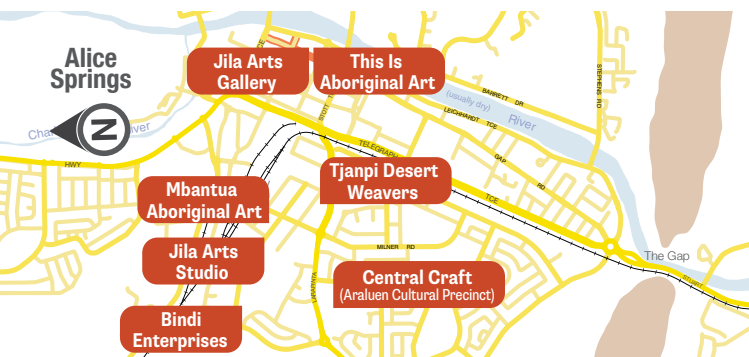 Alice
Springs
N
Jila Arts
Gallery
This Is
Aboriginal Art
STEPHENS RD
BARRETT DR
(usually dry)
River
LEICHHARDT TCE
River
HWY
STOTT
TELEGRAPH
GAP
RD
TCE
Tjanpi Desert
Weavers
Mbantua
Aboriginal Art
Jila Arts
Studio
MILNER RD
The Gap
Central Craft
(Araluen Cultural Precinct)
STUART
LARAPINTA
Bindi
Enterprises